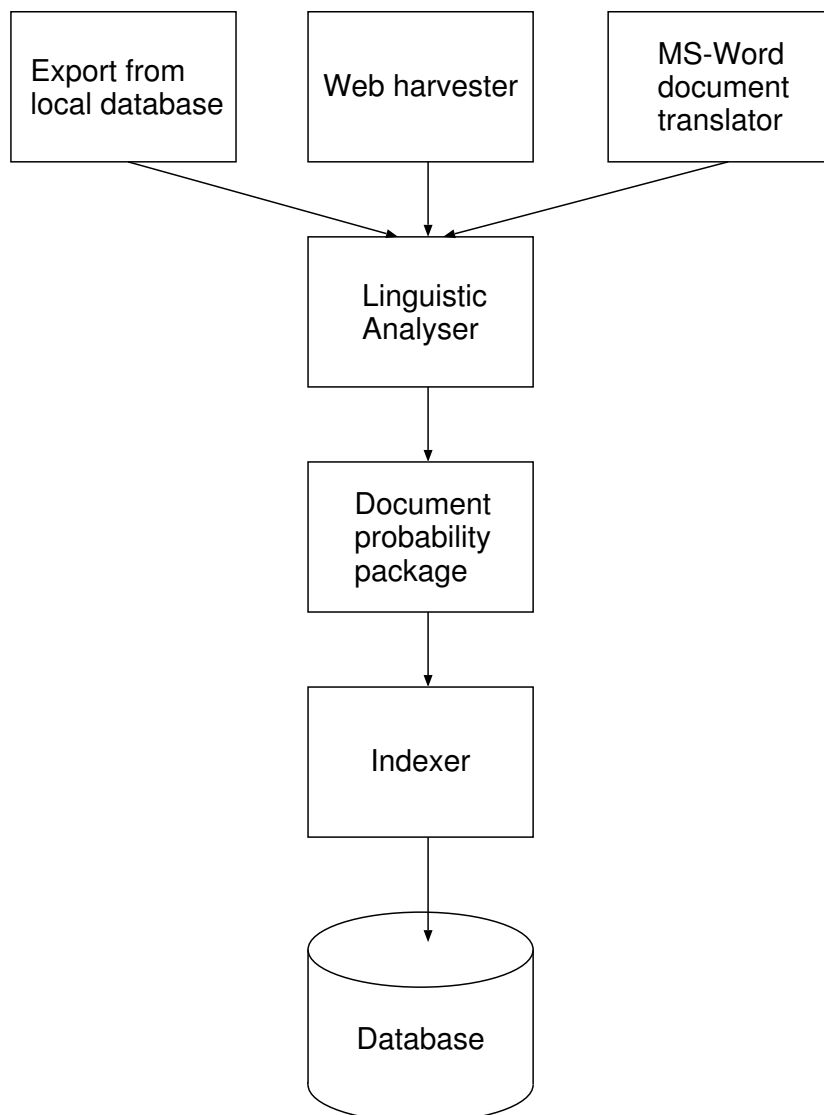 Export from
local database
Web harvester
MS-Word
document
translator
Linguistic
Analyser
Document
probability
package
Indexer
Database